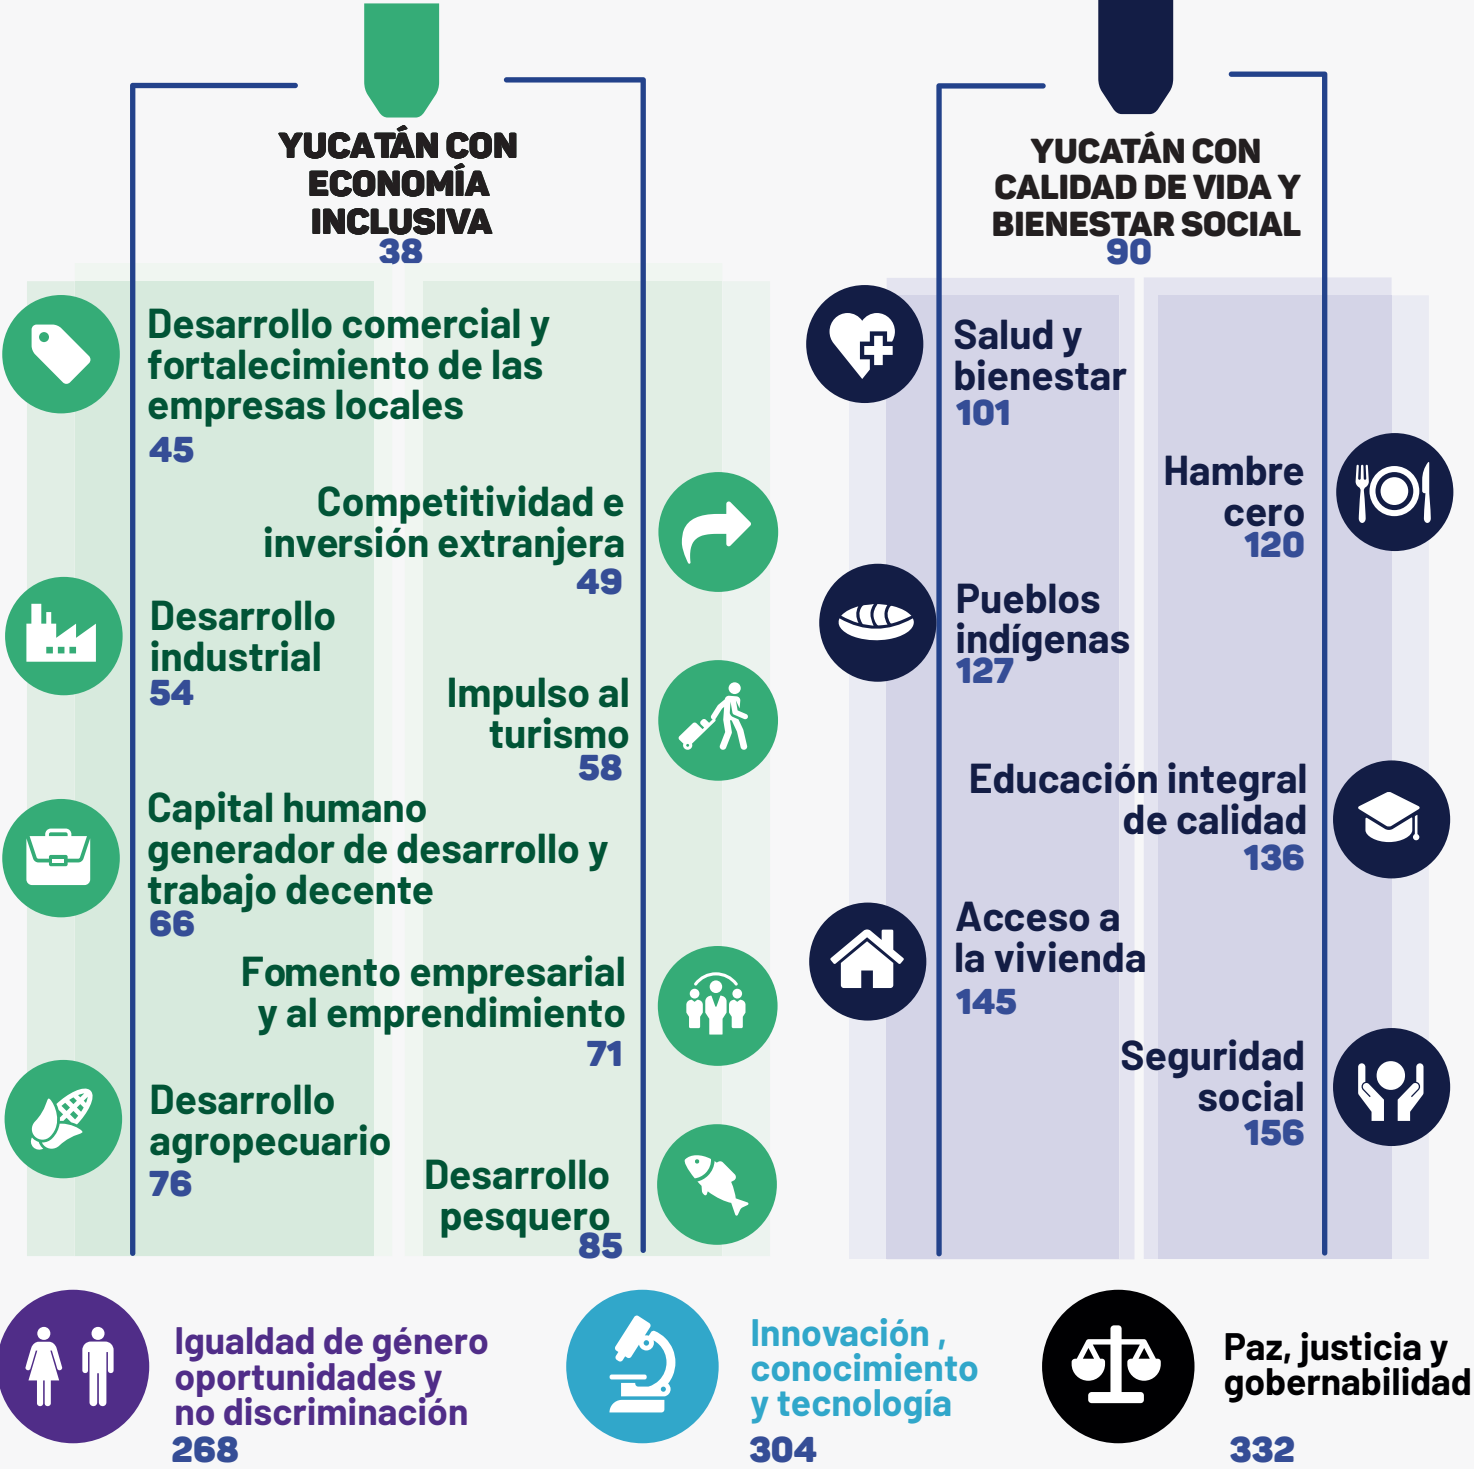 YUCATÁN CON
ECONOMÍA
INCLUSIVA
38
Desarrollo comercial y
fortalecimiento de las
empresas locales
45
Competitividad e
inversión extranjera
49
Desarrollo
industrial
54
Impulso al
turismo
58
Capital humano
generador de desarrollo y
trabajo decente
66
Fomento empresarial
y al emprendimiento
71
Desarrollo
agropecuario
76
Desarrollo
pesquero
85
YUCATÁN CON
CALIDAD DE VIDA Y
BIENESTAR SOCIAL
90
Salud y
bienestar
101
Hambre
cero
120
Pueblos
indígenas
127
Educación integral
de calidad
136
Acceso a
la vivienda
145
Seguridad
social
156
Igualdad de género
oportunidades y
no discriminación
268
Innovación ,
conocimiento
y tecnología
304
Paz, justicia y
gobernabilidad
332